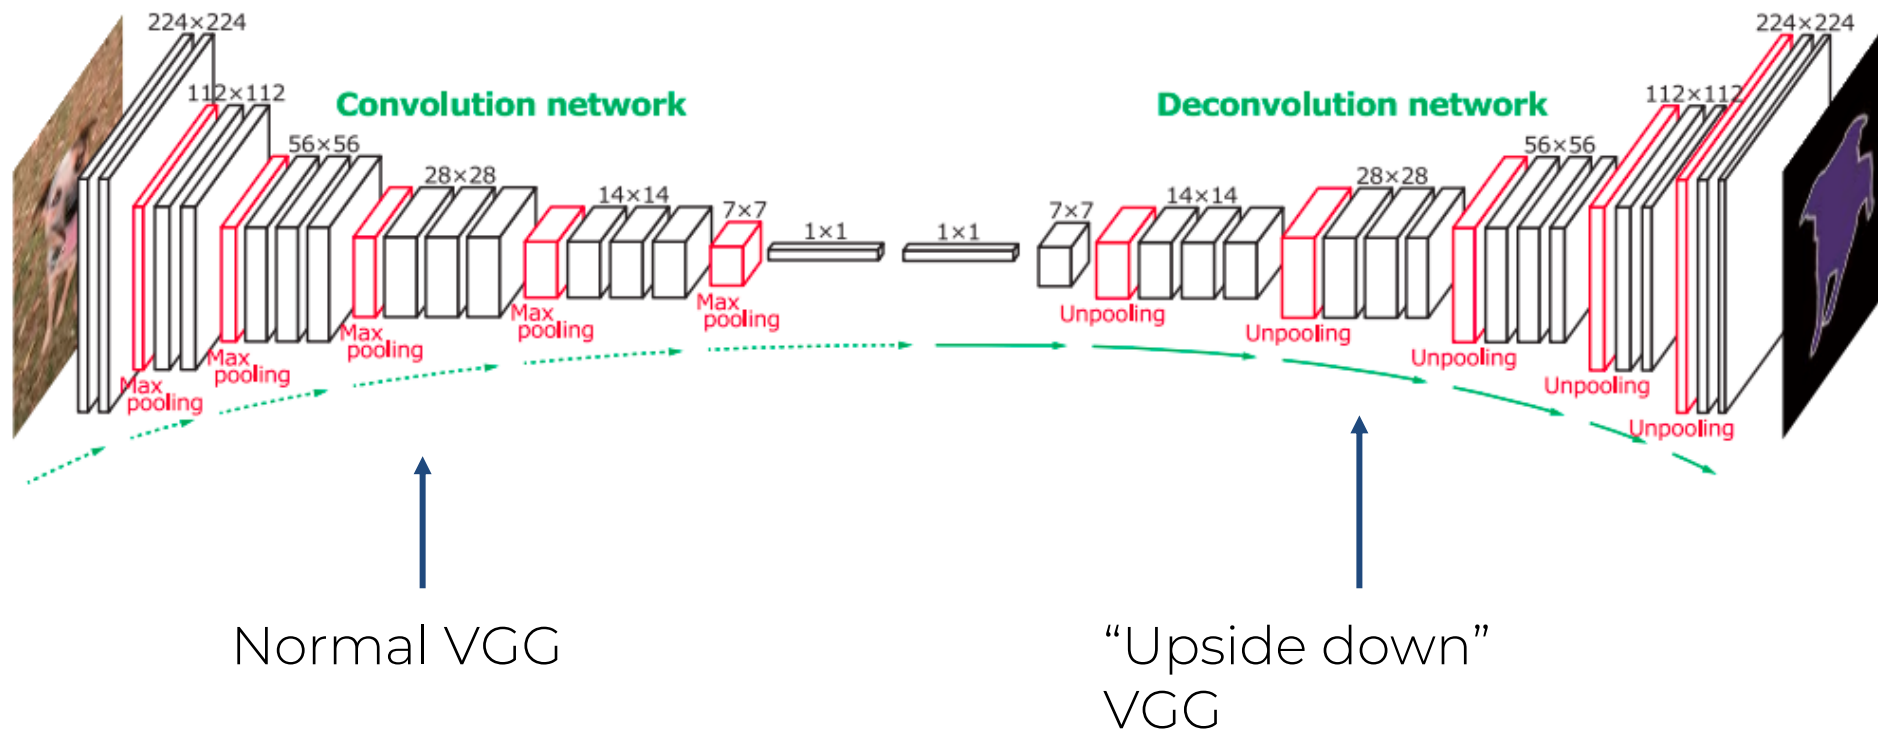 224×224
112×112
Convolution network
56×56
28×28
14×14
7×7
1×1
1×1
7×7
14×14
28×28
56×56
Deconvolution network
112×112
224×224
Max
pooling
Max
pooling
Max
pooling
Max
pooling
Max
pooling
Unpooling
Unpooling
Unpooling
Unpooling
Unpooling
Normal VGG
“Upside down”
VGG